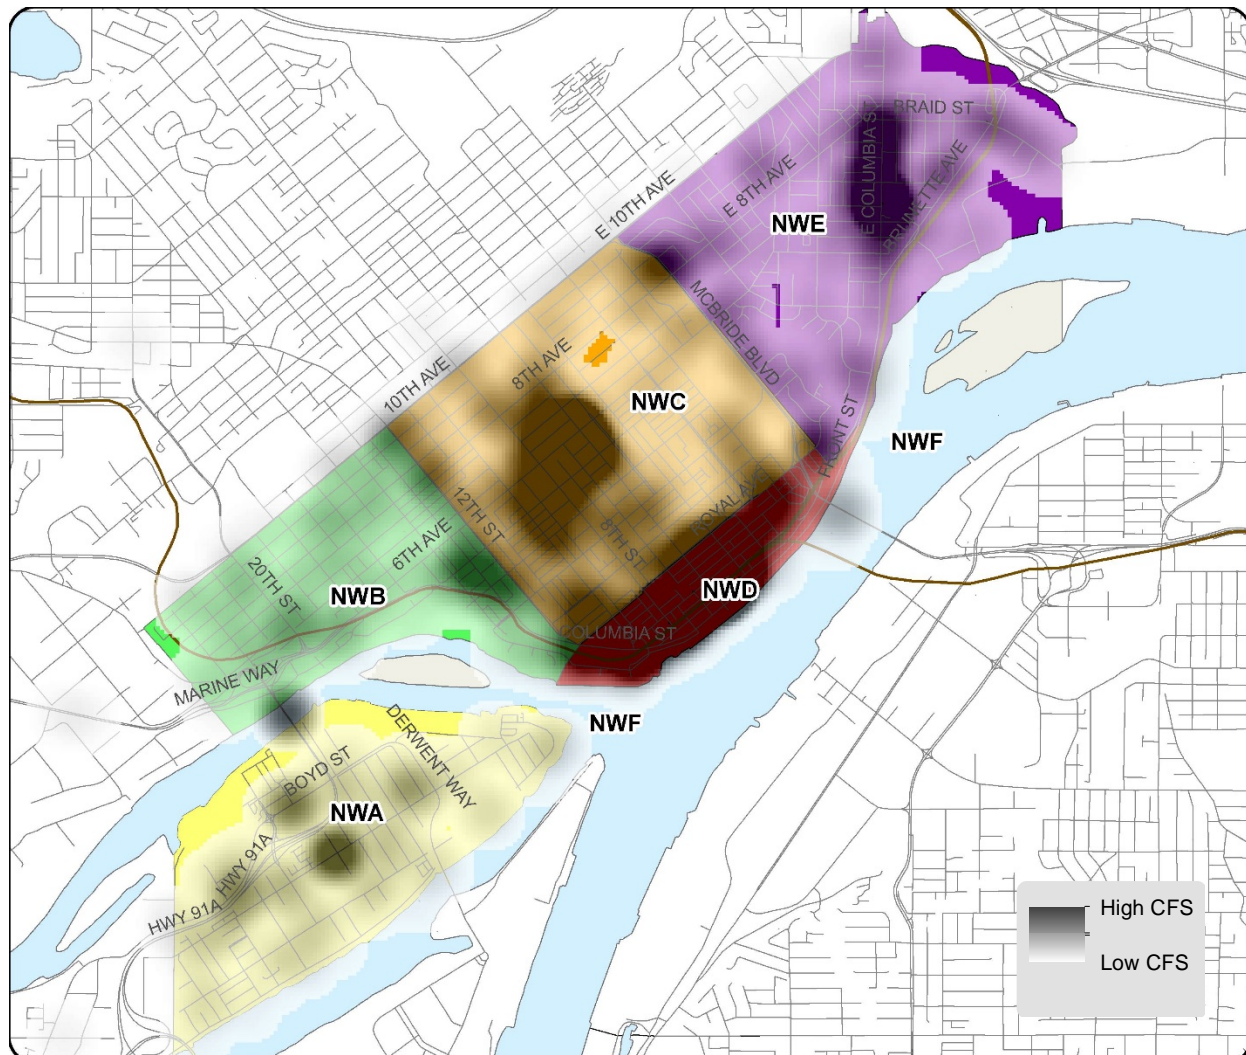 BRAID ST
E COLUMBIA ST
BRUNETTE AVE
E 8TH AVE
E 10TH AVE
NWE
MCBRIDE BLVD
8TH AVE
10TH AVE
NWC
FRONT ST
NWF
ROYAL AVE
12TH ST
8TH ST
6TH AVE
20TH ST
NWB
NWD
COLUMBIA ST
MARINE WAY
NWF
DERWENT WAY
BOYD ST
NWA
HWY 91A
HWY 91A
High CFS
Low CFS